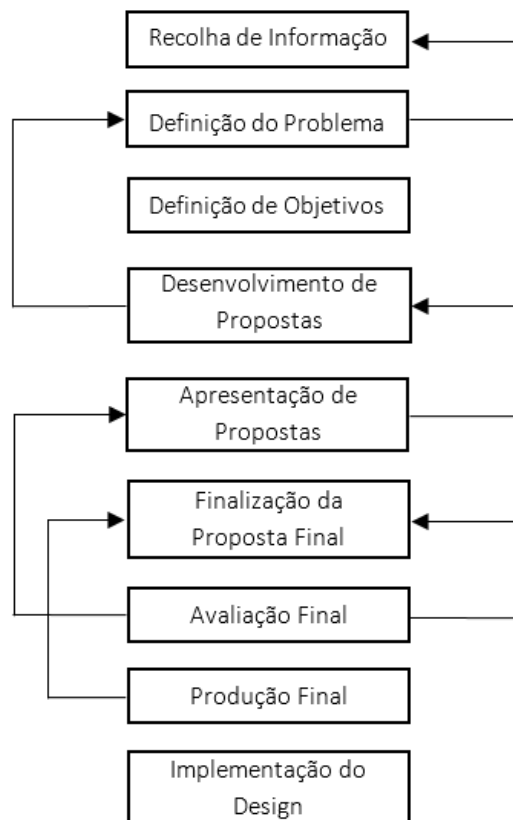 Recolha de Informação
Definição do Problema
Definição de Objetivos
Desenvolvimento de
Propostas
Apresentação de
Propostas
Finalização da
Proposta Final
Avaliação Final
Produção Final
Implementação do
Design